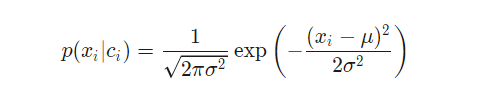 p(x_i|c_i) = \frac{1}{\sqrt{2\pi\sigma^2}} \exp\left(-\frac{(x_i - \mu)^2}{2\sigma^2}\right)